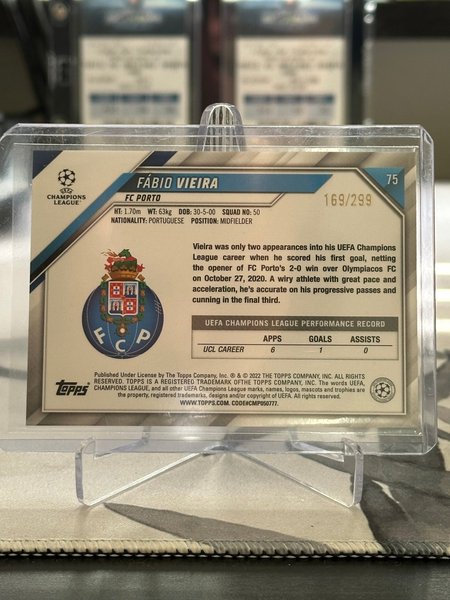 FÁBIO VIEIRA
75
FC PORTO
169/299
CHAMPIONS
LEAGUE®
HT: 1.70m WT: 63kg DOB: 30-5-00 SQUAD NO: 50
NATIONALITY: PORTUGUESE POSITION: MIDFIELDER
Vieira was only two appearances into his UEFA Champions
League career when he scored his first goal, netting
the opener of FC Porto's 2-0 win over Olympiacos FC
on October 27, 2020. A wiry athlete with great pace and
acceleration, he's accurate on his progressive passes and
cunning in the final third.
FCP
UEFA CHAMPIONS LEAGUE PERFORMANCE RECORD
APPS GOALS ASSISTS
UCL CAREER 6 1 0
Topps
Published Under License by The Topps Company, Inc. ® & © 2022 THE TOPPS COMPANY, INC. ALL RIGHTS
RESERVED. TOPPS IS A REGISTERED TRADEMARK OFTHE TOPPS COMPANY, INC. The words UEFA,
CHAMPIONS LEAGUE, and all other UEFA Champions League marks, names, logos, mascots and trophies are
the property, registered trademarks, designs and/or copyright of UEFA. All rights reserved.
WWW.TOPPS.COM. CODE#CMP050777.